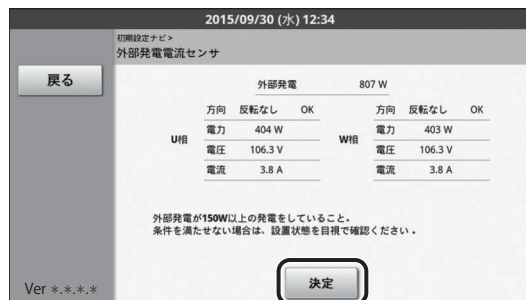 2015/09/30 (水) 12:34
初期設定ナビ>
外部発電電流センサ
戻る
外部発電 807 W
方向 反転なし OK 方向 反転なし OK
U相 電力 404 W W相 電力 403 W
電圧 106.3 V 電圧 106.3 V
電流 3.8 A 電流 3.8 A
外部発電が150W以上の発電をしていること。
条件を満たせない場合は、設置状態を目視で確認ください。
決定
Ver *.*.*.*